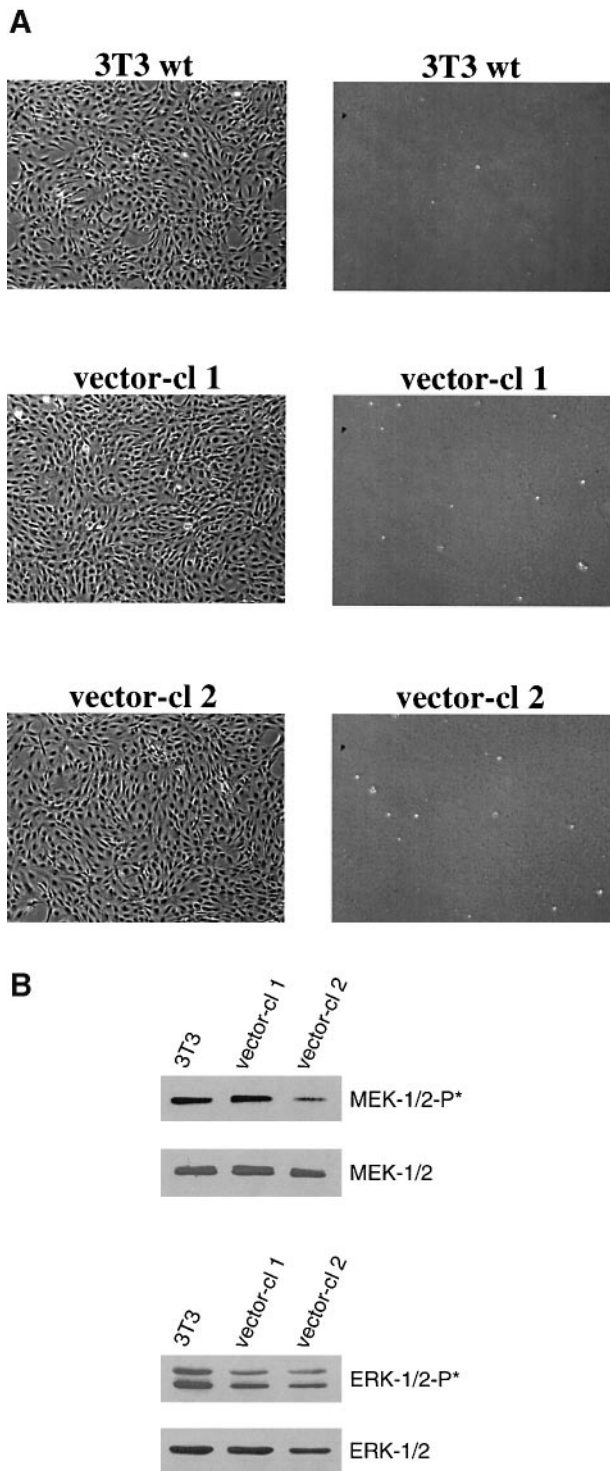 A
3T3 wt 3T3 wt
vector-cl 1 vector-cl 1
vector-cl 2 vector-cl 2
B
3T3 vector-cl 1 vector-cl 2
MEK-1/2-P*
MEK-1/2
3T3 vector-cl 1 vector-cl 2
ERK-1/2-P*
ERK-1/2